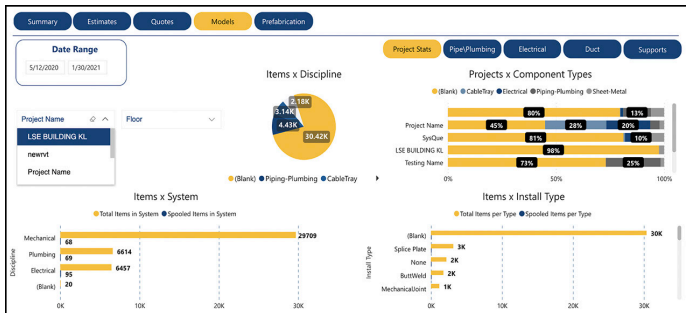 Summary Estimates Quotes Models Prefabrication
Date Range
5/12/2020 1/30/2021
Project Stats Pipe\Plumbing Electrical Duct Supports
Project Name
Floor
LSE BUILDING KL
newrvt
Project Name
Items x Discipline
2.18K
3.14K
4.43K
30.42K
(Blank) Piping-Plumbing CableTray
Projects x Component Types
(Blank) CableTray Electrical Piping-Plumbing Sheet-Metal
80% 13%
Project Name 45% 28% 20%
SysQue 81% 10%
LSE BUILDING KL 98%
Testing Name 73% 25%
0% 50% 100%
Items x System
Total Items in System Spooled Items in System
Discipline
Mechanical 29709
68
Plumbing 6614
69
Electrical 6457
95
(Blank) 20
0K 10K 20K 30K
Items x Install Type
Total Items per Type Spooled Items per Type
Install Type
(Blank) 30K
Splice Plate 3K
None 2K
ButtWeld 2K
MechanicalJoint 1K
0K 10K 20K 30K